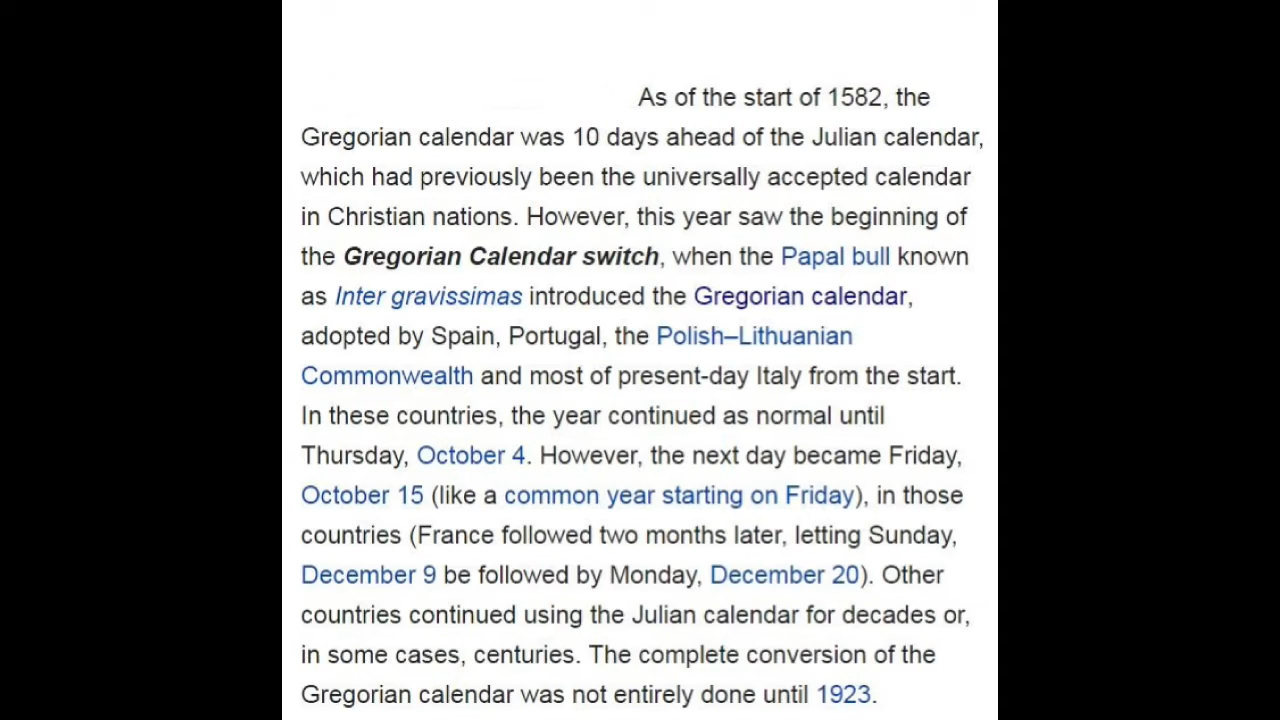 As of the start of 1582, the
Gregorian calendar was 10 days ahead of the Julian calendar,
which had previously been the universally accepted calendar
in Christian nations. However, this year saw the beginning of
the Gregorian Calendar switch, when the Papal bull known
as Inter gravissimas introduced the Gregorian calendar,
adopted by Spain, Portugal, the Polish–Lithuanian
Commonwealth and most of present-day Italy from the start.
In these countries, the year continued as normal until
Thursday, October 4. However, the next day became Friday,
October 15 (like a common year starting on Friday), in those
countries (France followed two months later, letting Sunday,
December 9 be followed by Monday, December 20). Other
countries continued using the Julian calendar for decades or,
in some cases, centuries. The complete conversion of the
Gregorian calendar was not entirely done until 1923.